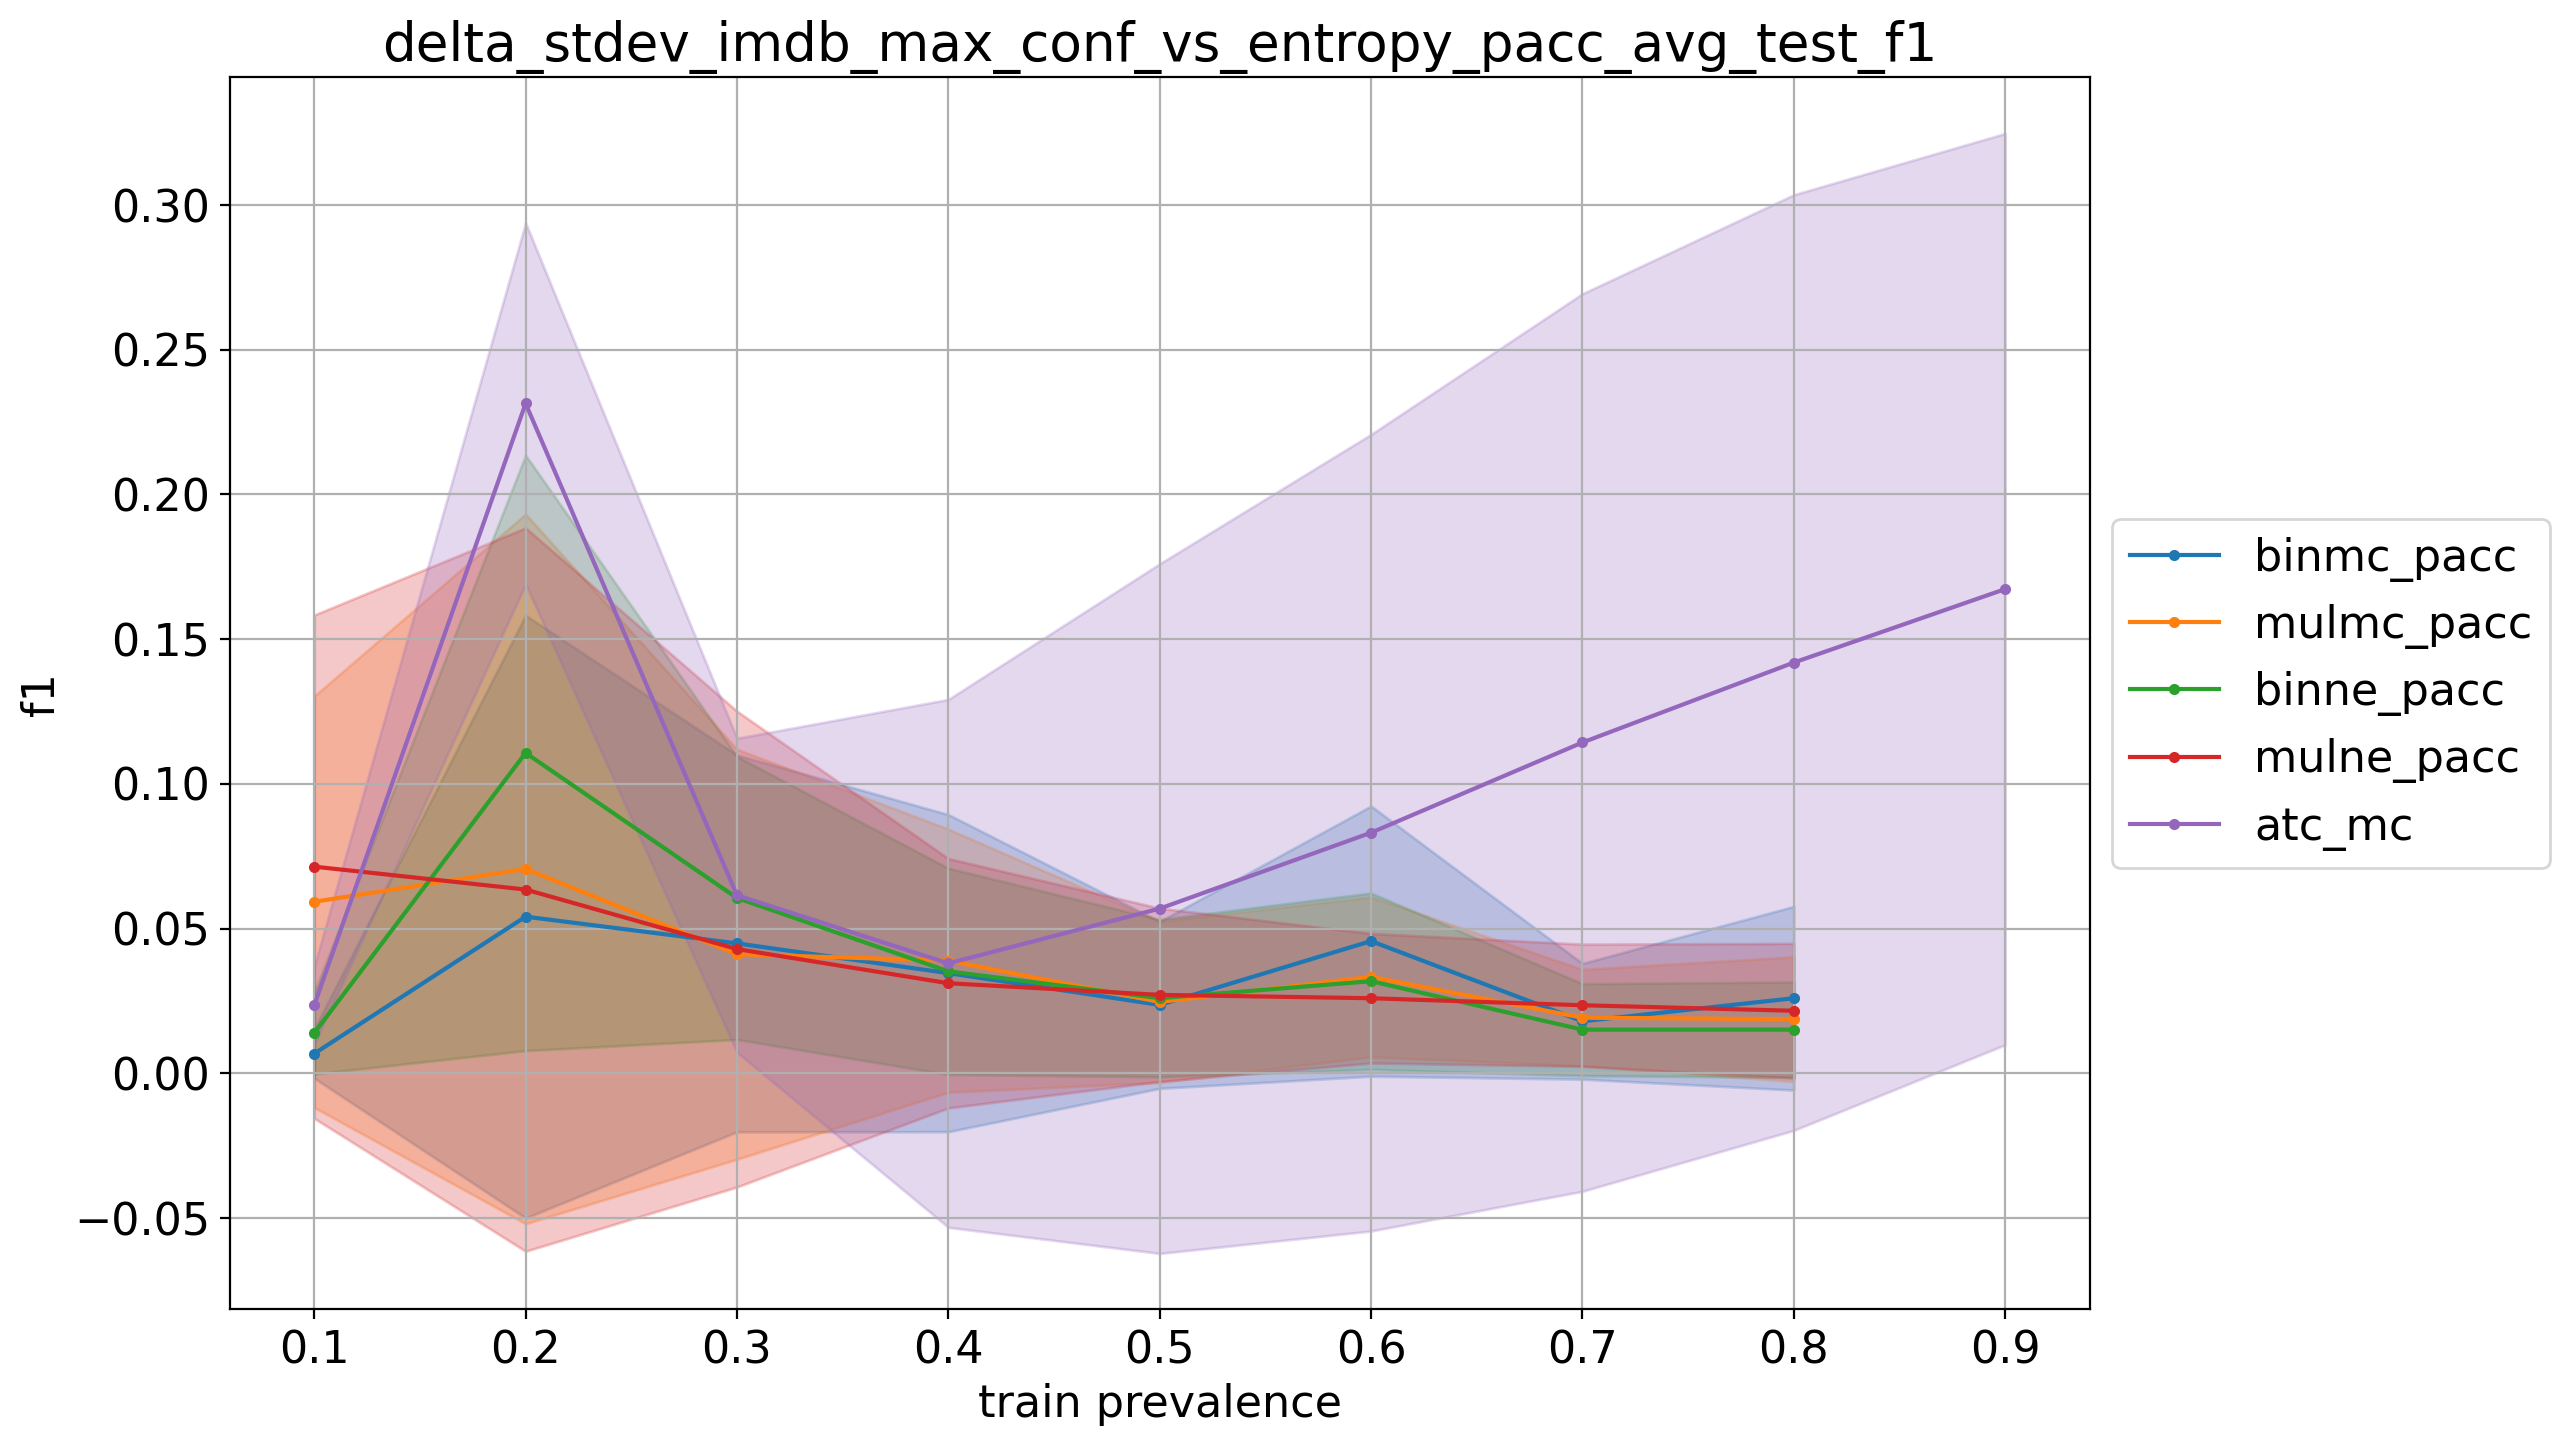 delta_stdev_imdb_max_conf_vs_entropy_pacc_avg_test_f1
0.30
0.25
0.20
0.15
0.10
0.05
0.00
−0.05
f1
0.1 0.2 0.3 0.4 0.5 0.6 0.7 0.8 0.9
train prevalence
binmc_pacc
mulmc_pacc
binne_pacc
mulne_pacc
atc_mc